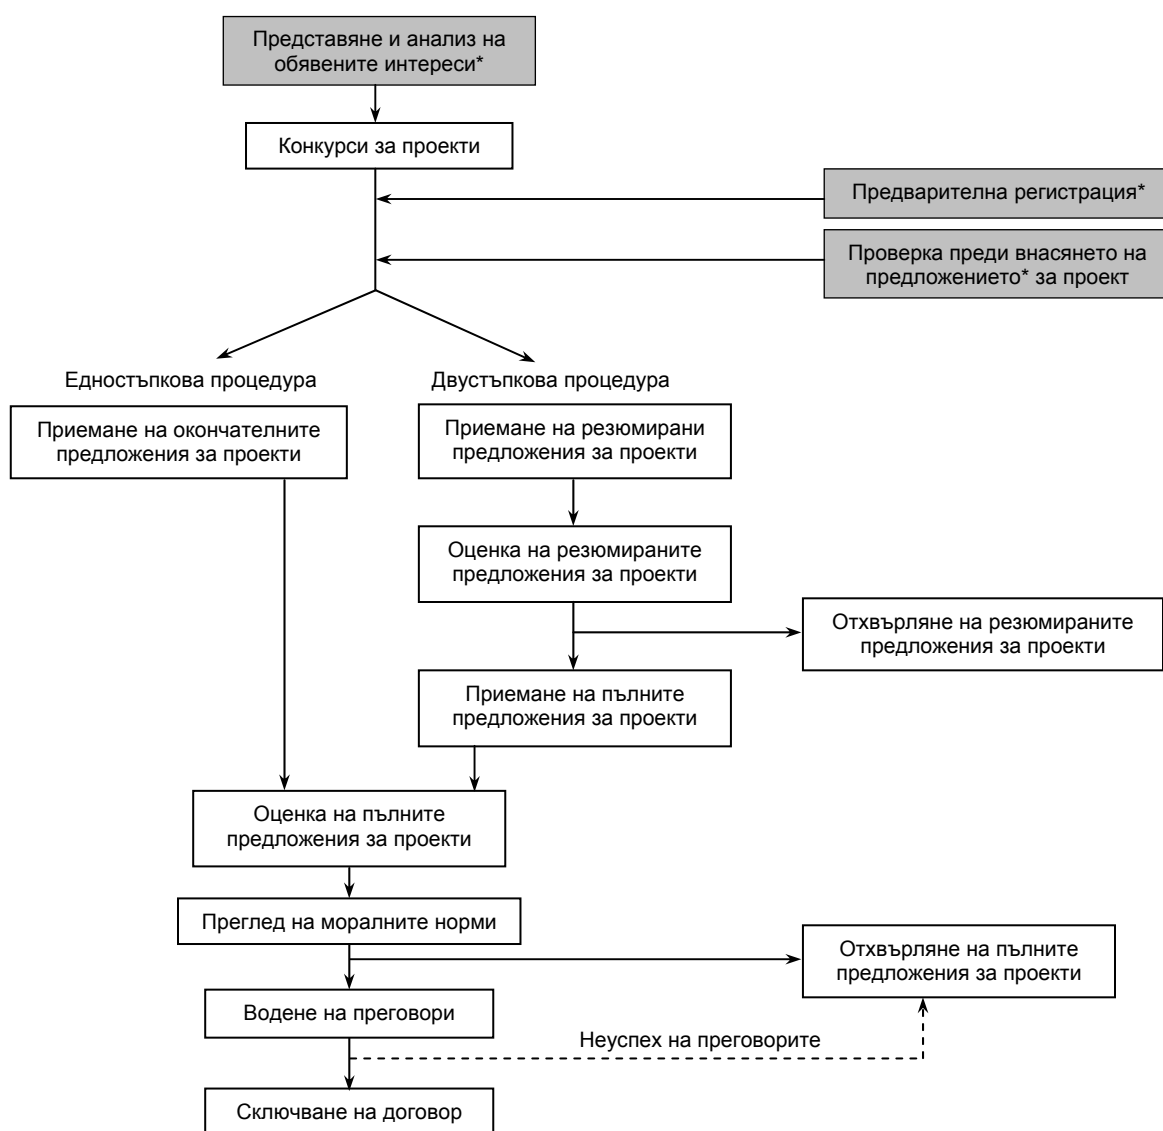 Представяне и анализ на
обявените интереси*
Конкурси за проекти
Предварителна регистрация*
Проверка преди внасянето на
предложението* за проект
Едностъпкова процедура
Двустъпкова процедура
Приемане на окончателните
предложения за проекти
Приемане на резюмирани
предложения за проекти
Оценка на резюмираните
предложения за проекти
Отхвърляне на резюмираните
предложения за проекти
Приемане на пълните
предложения за проекти
Оценка на пълните
предложения за проекти
Преглед на моралните норми
Отхвърляне на пълните
предложения за проекти
Водене на преговори
Неуспех на преговорите
Сключване на договор